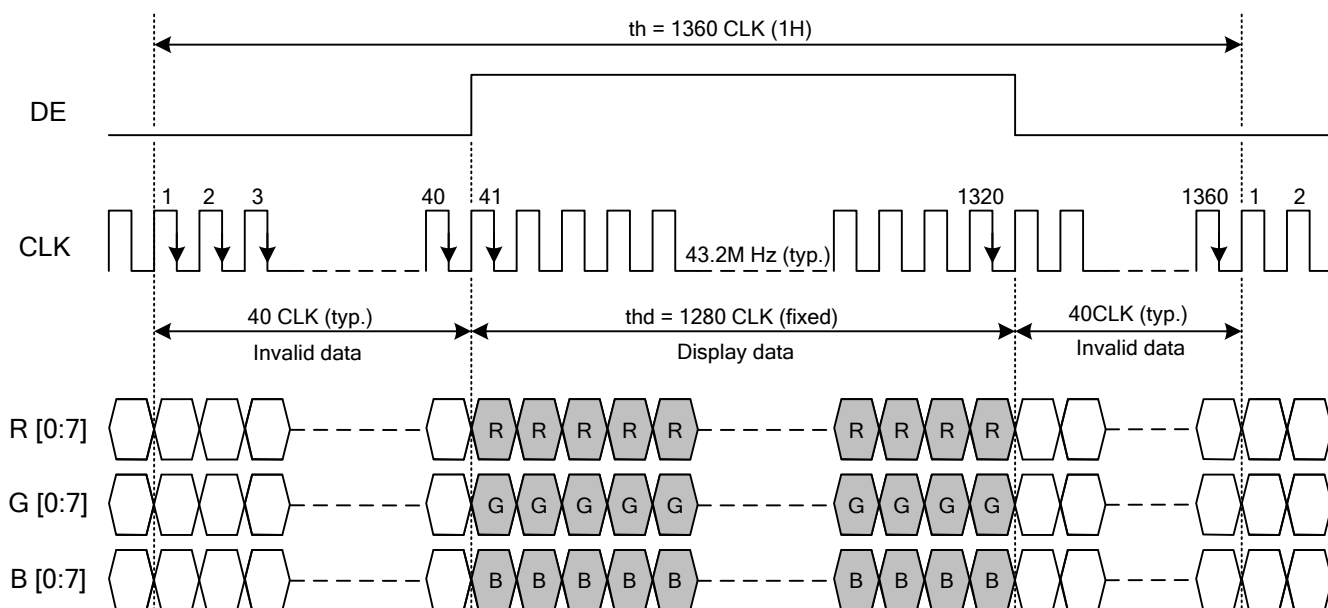 th = 1360 CLK (1H)
DE
1 2 3 40 41 1320 1360 1 2
CLK
43.2M Hz (typ.)
40 CLK (typ.) thd = 1280 CLK (fixed) 40CLK (typ.)
Invalid data Display data Invalid data
R [0:7] R R R R R R R R R
G [0:7] G G G G G G G G G
B [0:7] B B B B B B B B B